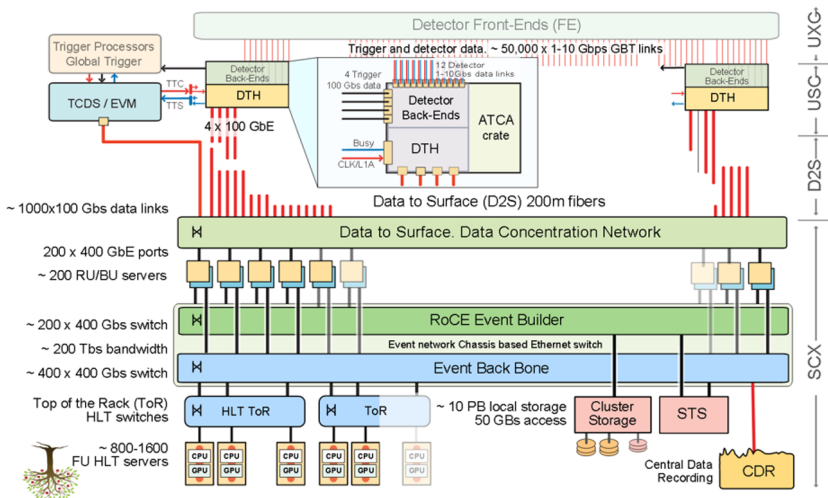 Detector Front-Ends (FE)
UXC
Trigger Processors
Global Trigger
Trigger and detector data. ~ 50,000 x 1-10 Gbps GBT links
Detector
Back-Ends
DTH
TTC
TTS
TCDS / EVM
4 x 100 GbE
4 Trigger
100 Gbs data
12 Detector
1-10Gbs data links
Detector
Back-Ends
DTH
ATCA
crate
Busy
CLK/L1A
Detector
Back-Ends
DTH
USC
D2S
Data to Surface (D2S) 200m fibers
~ 1000x100 Gbs data links
Data to Surface. Data Concentration Network
200 x 400 GbE ports
~ 200 RU/BU servers
RoCE Event Builder
~ 200 x 400 Gbs switch
Event network Chassis based Ethernet switch
~ 200 Tbs bandwidth
Event Back Bone
~ 400 x 400 Gbs switch
SCX
Top of the Rack (ToR)
HLT switches
HLT ToR
ToR
~ 10 PB local storage
50 GBs access
Cluster
Storage
STS
~ 800-1600
FU HLT servers
CPU
GPU
CPU
GPU
CPU
GPU
CPU
GPU
CPU
GPU
CPU
GPU
Central Data
Recording
CDR